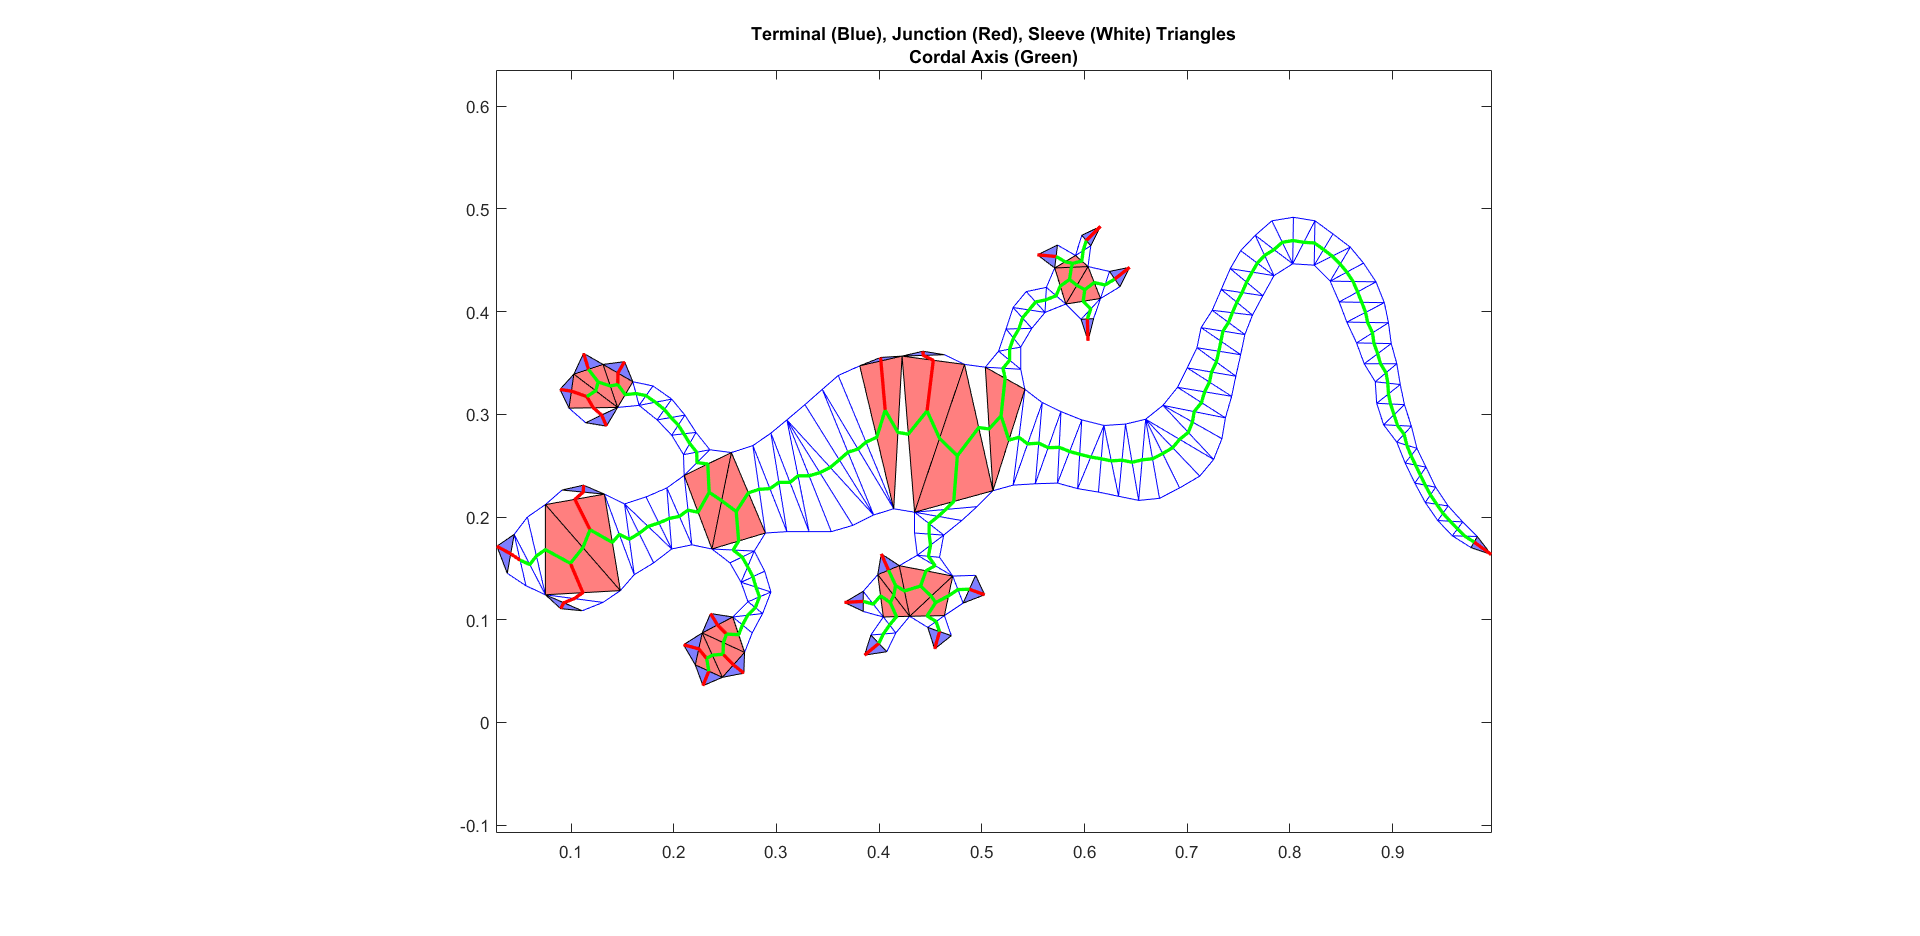 Terminal (Blue), Junction (Red), Sleeve (White) Triangles
Cordal Axis (Green)
0.6
0.5
0.4
0.3
0.2
0.1
0
-0.1
0.1 0.2 0.3 0.4 0.5 0.6 0.7 0.8 0.9